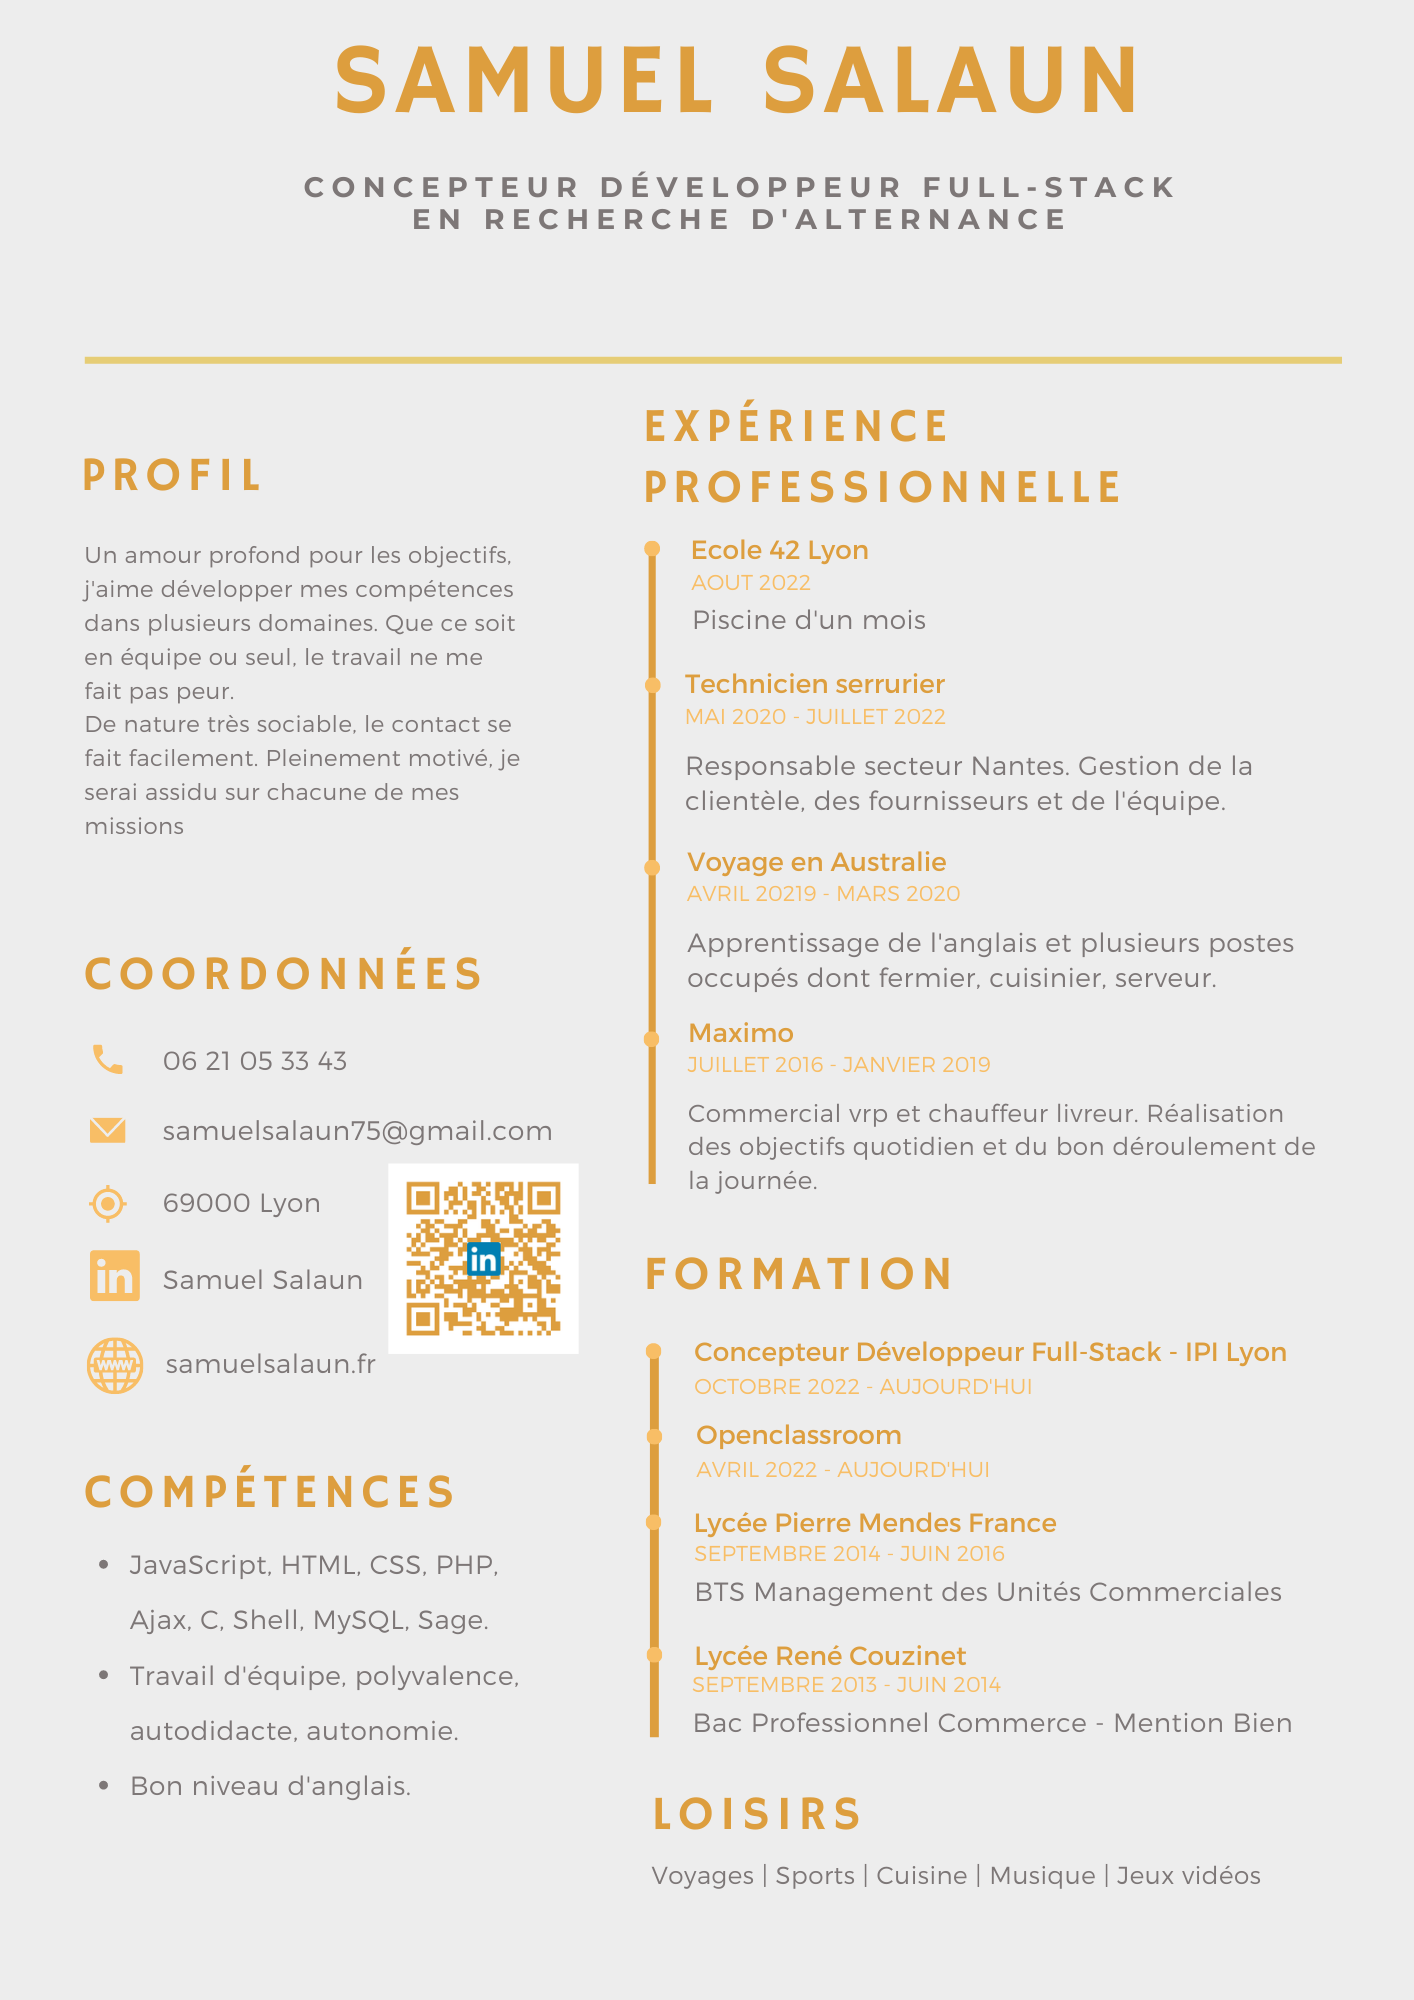 SAMUEL SALAUN
CONCEPTEUR DÉVELOPPEUR FULL-STACK
EN RECHERCHE D'ALTERNANCE
PROFIL
Un amour profond pour les objectifs,
j'aime développer mes compétences
dans plusieurs domaines. Que ce soit
en équipe ou seul, le travail ne me
fait pas peur.
De nature très sociable, le contact se
fait facilement. Pleinement motivé, je
serai assidu sur chacune de mes
missions
COORDONNÉES
06 21 05 33 43
samuelsalaun75@gmail.com
69000 Lyon
in
Samuel Salaun
in
www
samuelsalaun.fr
COMPÉTENCES
• JavaScript, HTML, CSS, PHP,
Ajax, C, Shell, MySQL, Sage.
• Travail d'équipe, polyvalence,
autodidacte, autonomie.
• Bon niveau d'anglais.
EXPÉRIENCE
PROFESSIONNELLE
Ecole 42 Lyon
AOUT 2022
Piscine d'un mois
Technicien serrurier
MAI 2020 - JUILLET 2022
Responsable secteur Nantes. Gestion de la
clientèle, des fournisseurs et de l'équipe.
Voyage en Australie
AVRIL 20219 - MARS 2020
Apprentissage de l'anglais et plusieurs postes
occupés dont fermier, cuisinier, serveur.
Maximo
JUILLET 2016 - JANVIER 2019
Commercial vrp et chauffeur livreur. Réalisation
des objectifs quotidien et du bon déroulement de
la journée.
FORMATION
Concepteur Développeur Full-Stack - IPI Lyon
OCTOBRE 2022 - AUJOURD'HUI
Openclassroom
AVRIL 2022 - AUJOURD'HUI
Lycée Pierre Mendes France
SEPTEMBRE 2014 - JUIN 2016
BTS Management des Unités Commerciales
Lycée René Couzinet
SEPTEMBRE 2013 - JUIN 2014
Bac Professionnel Commerce - Mention Bien
LOISIRS
Voyages | Sports | Cuisine | Musique | Jeux vidéos